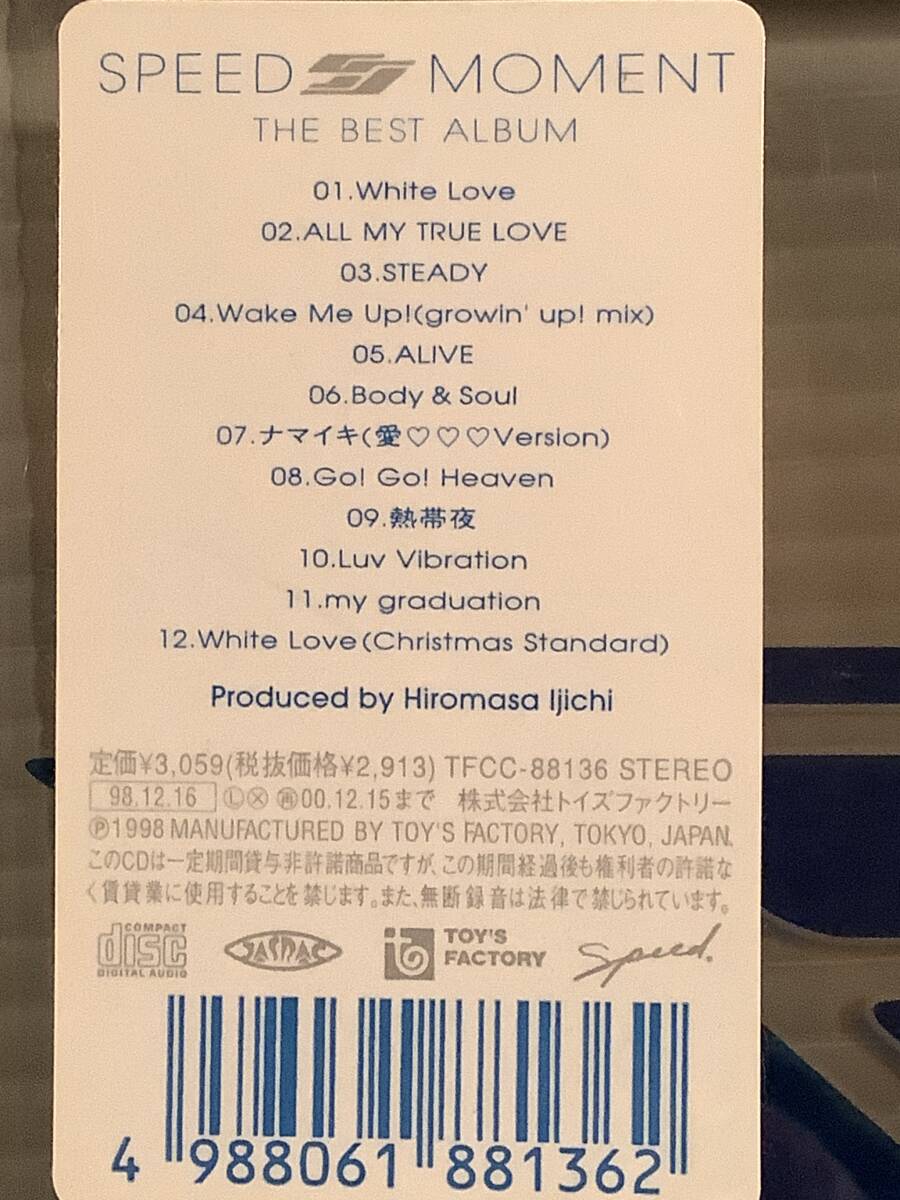 SPEED MOMENT
THE BEST ALBUM
01.White Love
02.ALL MY TRUE LOVE
03.STEADY
04.Wake Me Up!(growin' up! mix)
05.ALIVE
06.Body & Soul
07.ナマイキ(愛♡♡♡Version)
08.Go! Go! Heaven
09.熱帯夜
10.Luv Vibration
11.my graduation
12.White Love(Christmas Standard)
Produced by Hiromasa Ijichi
定価¥3,059(税抜価格¥2,913) TFCC-88136 STEREO
98.12.16 Ⓛ Ⓧ ㊢00.12.15まで 株式会社トイズファクトリー
Ⓟ1998 MANUFACTURED BY TOY'S FACTORY, TOKYO, JAPAN.
このCDは一定期間貸与非許諾商品ですが、この期間経過後も権利者の許諾な
く賃貸業に使用することを禁じます。また、無断録音は法律で禁じられています。
COMPACT
disc
DIGITAL AUDIO
JASRAC
TOY'S
FACTORY
Speed.
4 988061 881362